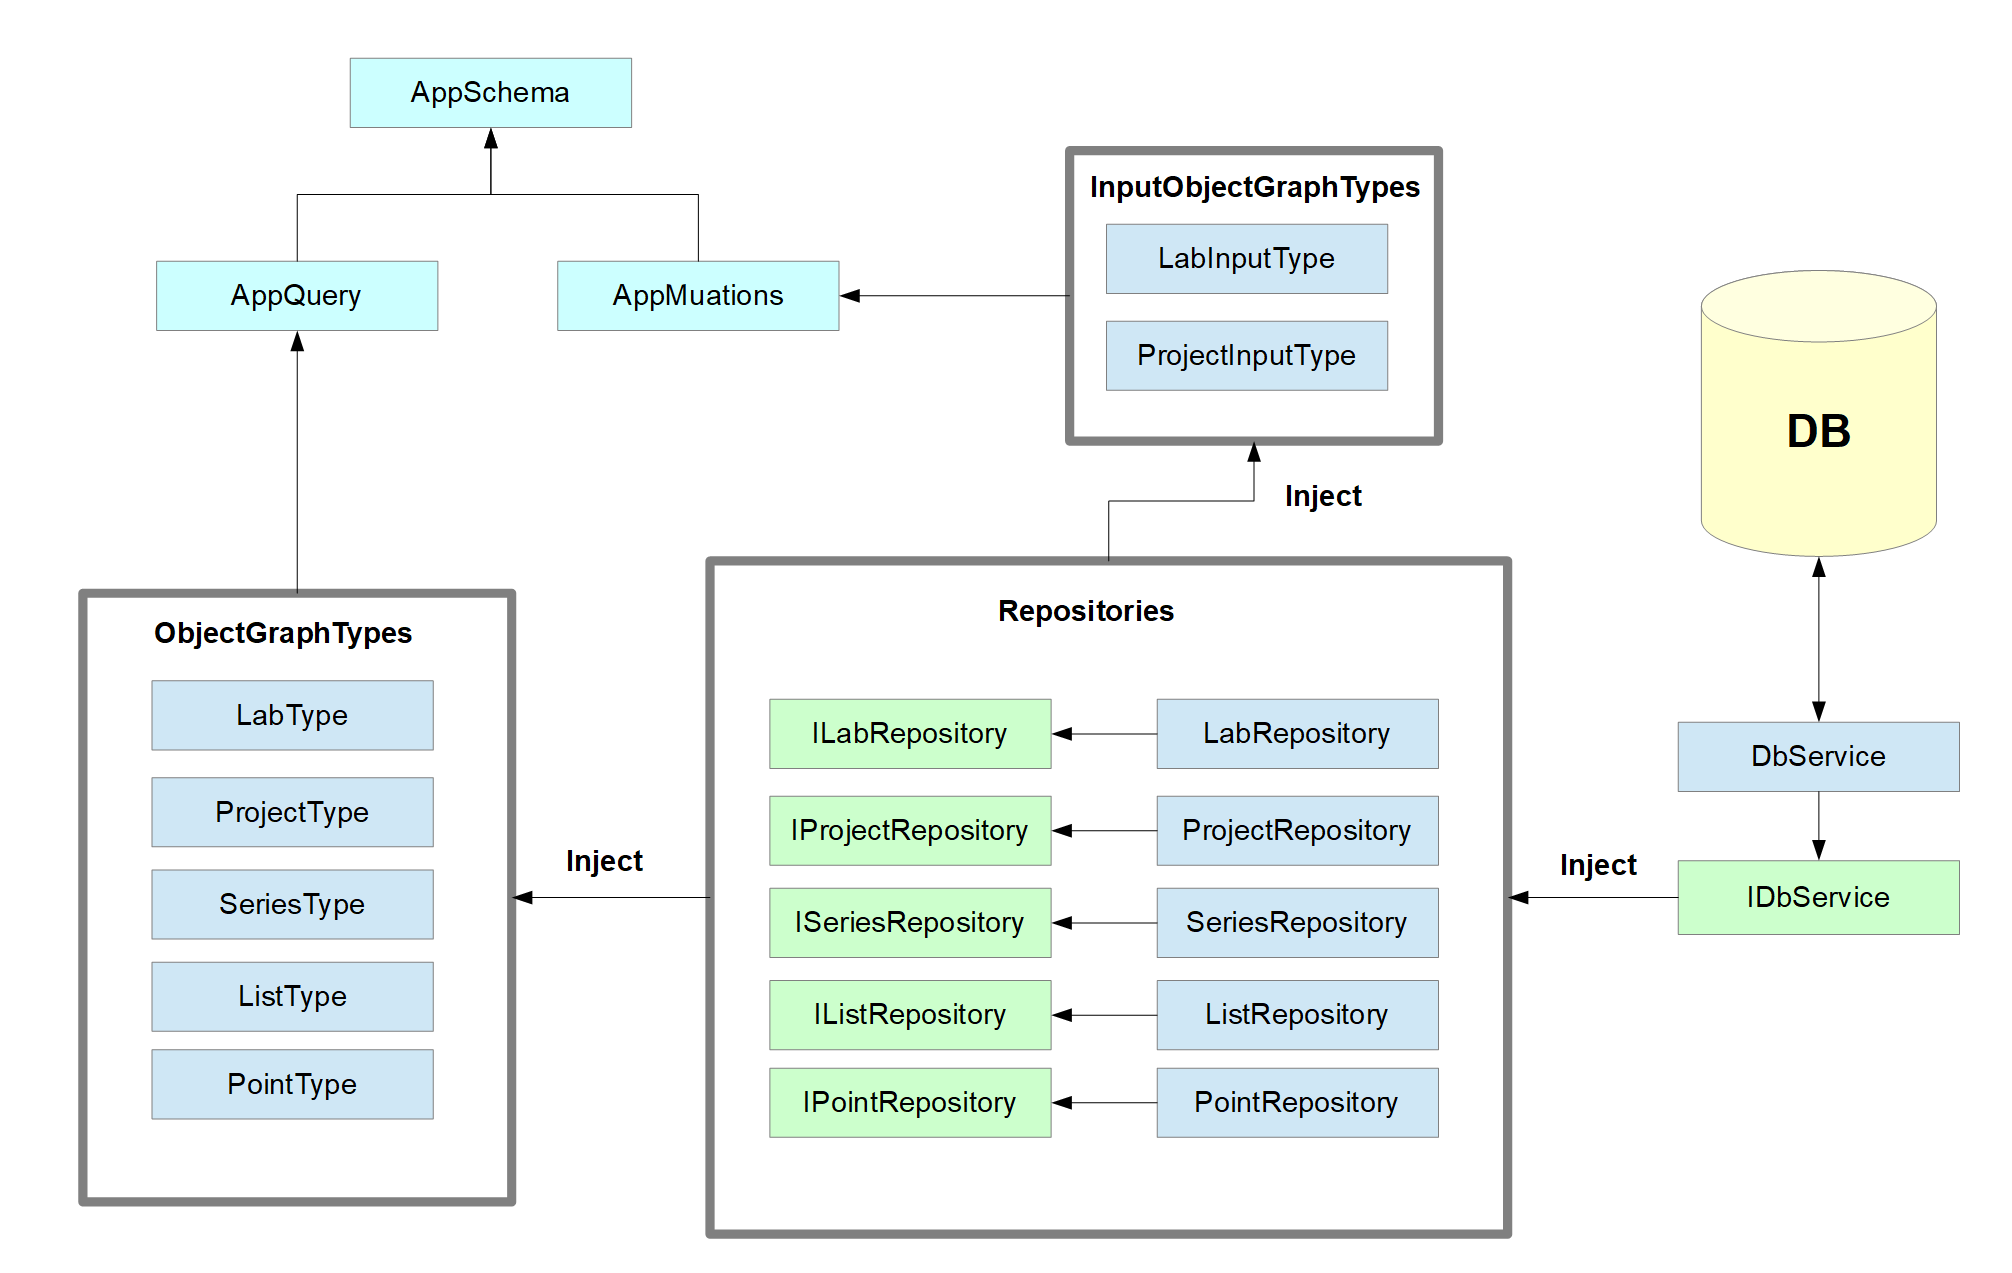 AppSchema
AppQuery
AppMuations
InputObjectGraphTypes
LabInputType
ProjectInputType
Inject
DB
ObjectGraphTypes
LabType
ProjectType
SeriesType
ListType
PointType
Inject
Repositories
ILabRepository
LabRepository
IProjectRepository
ProjectRepository
ISeriesRepository
SeriesRepository
IListRepository
ListRepository
IPointRepository
PointRepository
Inject
DbService
IDbService